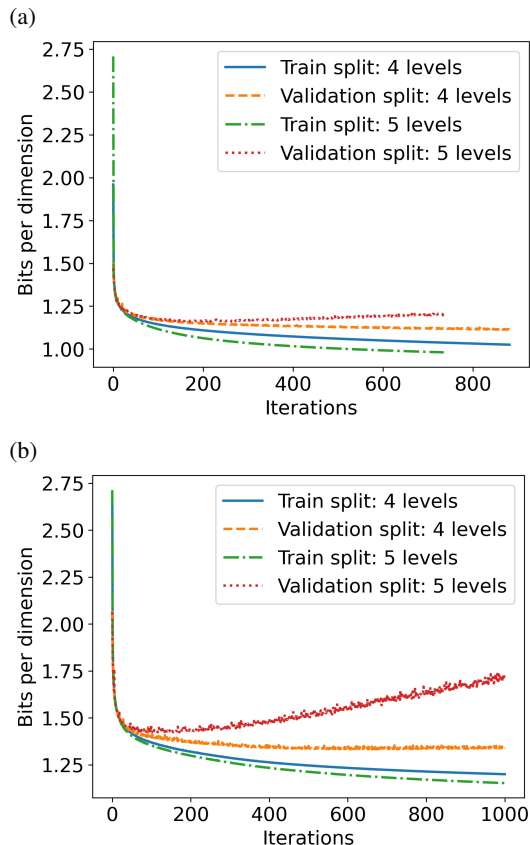 (a)
2.75
2.50
2.25
2.00
1.75
1.50
1.25
1.00
Bits per dimension
Train split: 4 levels
Validation split: 4 levels
Train split: 5 levels
Validation split: 5 levels
0 200 400 600 800
Iterations
(b)
2.75
2.50
2.25
2.00
1.75
1.50
1.25
Bits per dimension
Train split: 4 levels
Validation split: 4 levels
Train split: 5 levels
Validation split: 5 levels
0 200 400 600 800 1000
Iterations